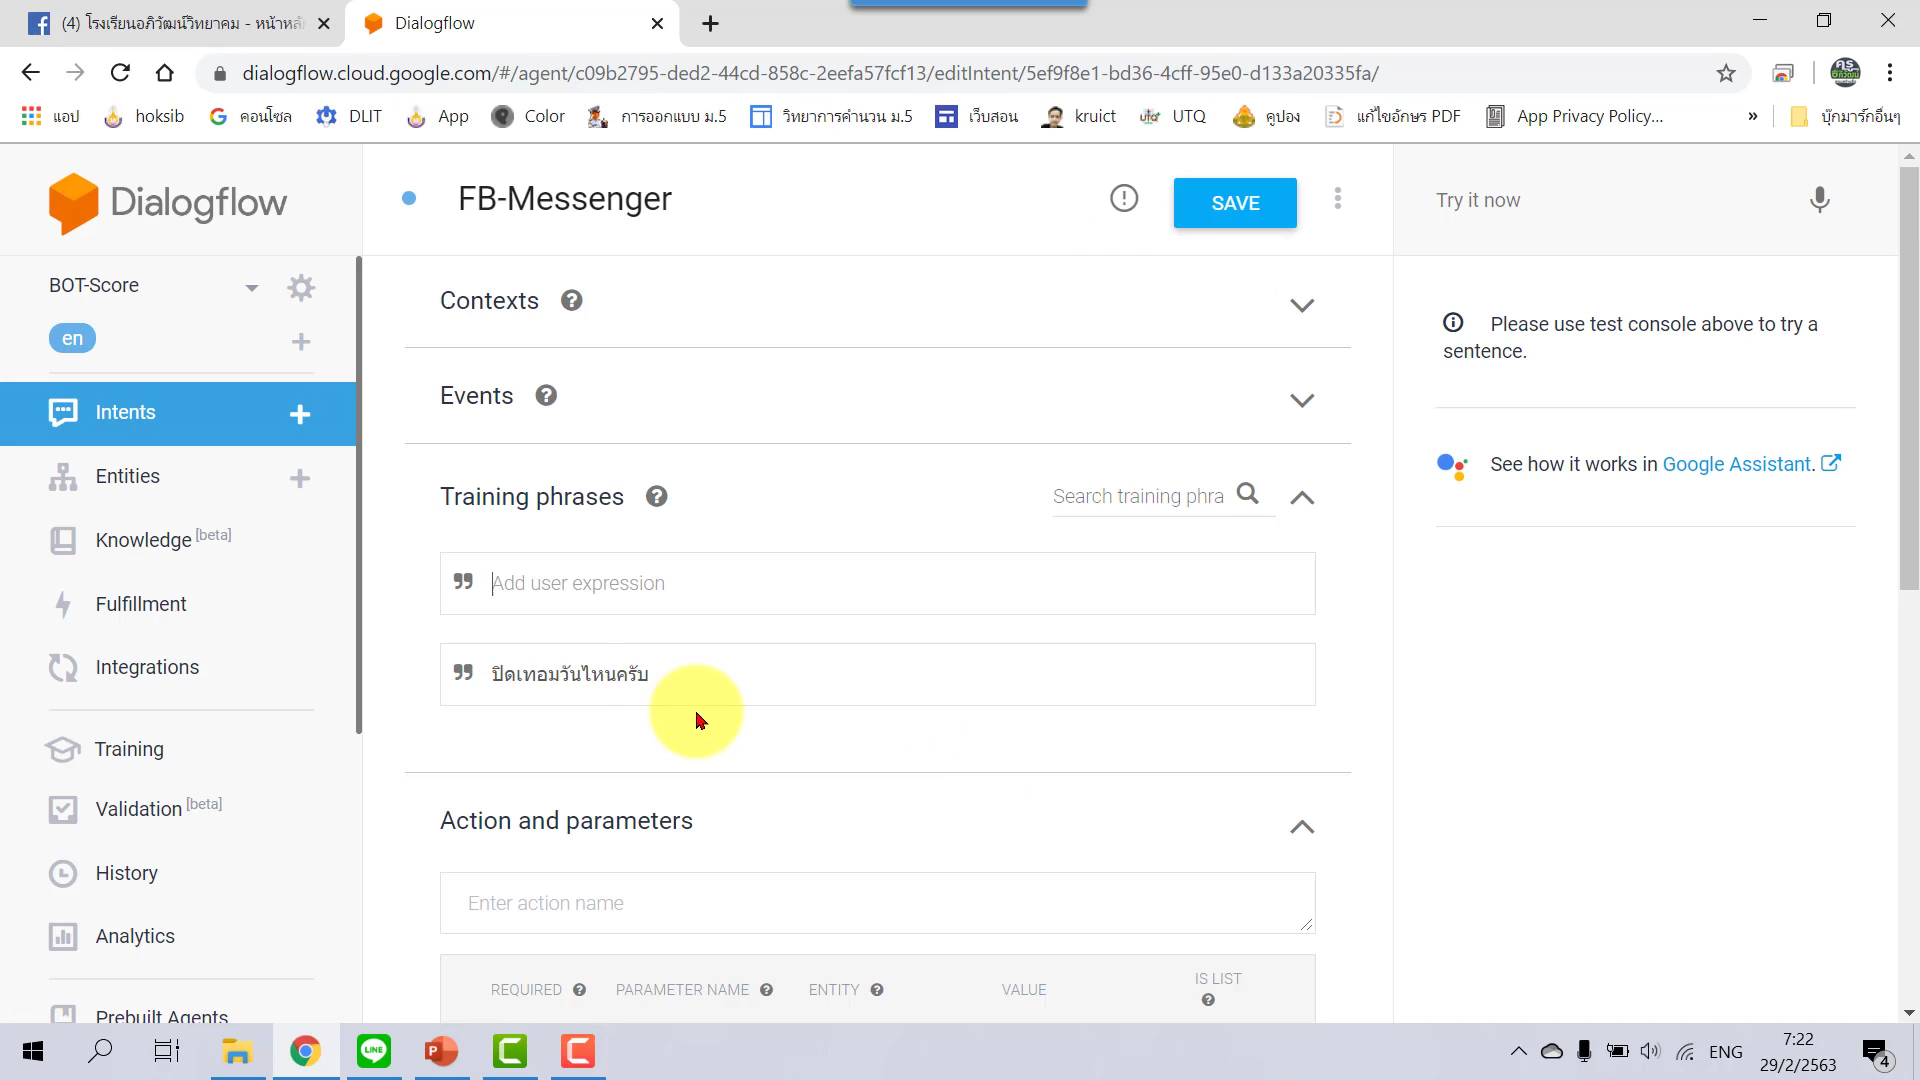 (4) โรงเรียนอภิวัฒน์วิทยาคม - หน้าหลัก
Dialogflow
dialogflow.cloud.google.com/#/agent/c09b2795-ded2-44cd-858c-2eefa57fcf13/editIntent/5ef9f8e1-bd36-4cff-95e0-d133a20335fa/
แอป hoksib คอนโซล DLIT App Color การออกแบบ ม.5 วิทยาการคำนวณ ม.5 เว็บสอน kruict UTQ คูปอง แก้ไขอักษร PDF App Privacy Policy... » บุ๊กมาร์กอื่นๆ
Dialogflow
FB-Messenger
SAVE
Try it now
BOT-Score
en
Intents
Entities
Knowledge [beta]
Fulfillment
Integrations
Training
Validation [beta]
History
Analytics
Prebuilt Agents
Contexts
Events
Training phrases
Search training phra
Add user expression
ปิดเทอมวันไหนครับ
Action and parameters
Enter action name
REQUIRED PARAMETER NAME ENTITY VALUE IS LIST
Please use test console above to try a
sentence.
See how it works in Google Assistant.
ENG
7:22
29/2/2563
4